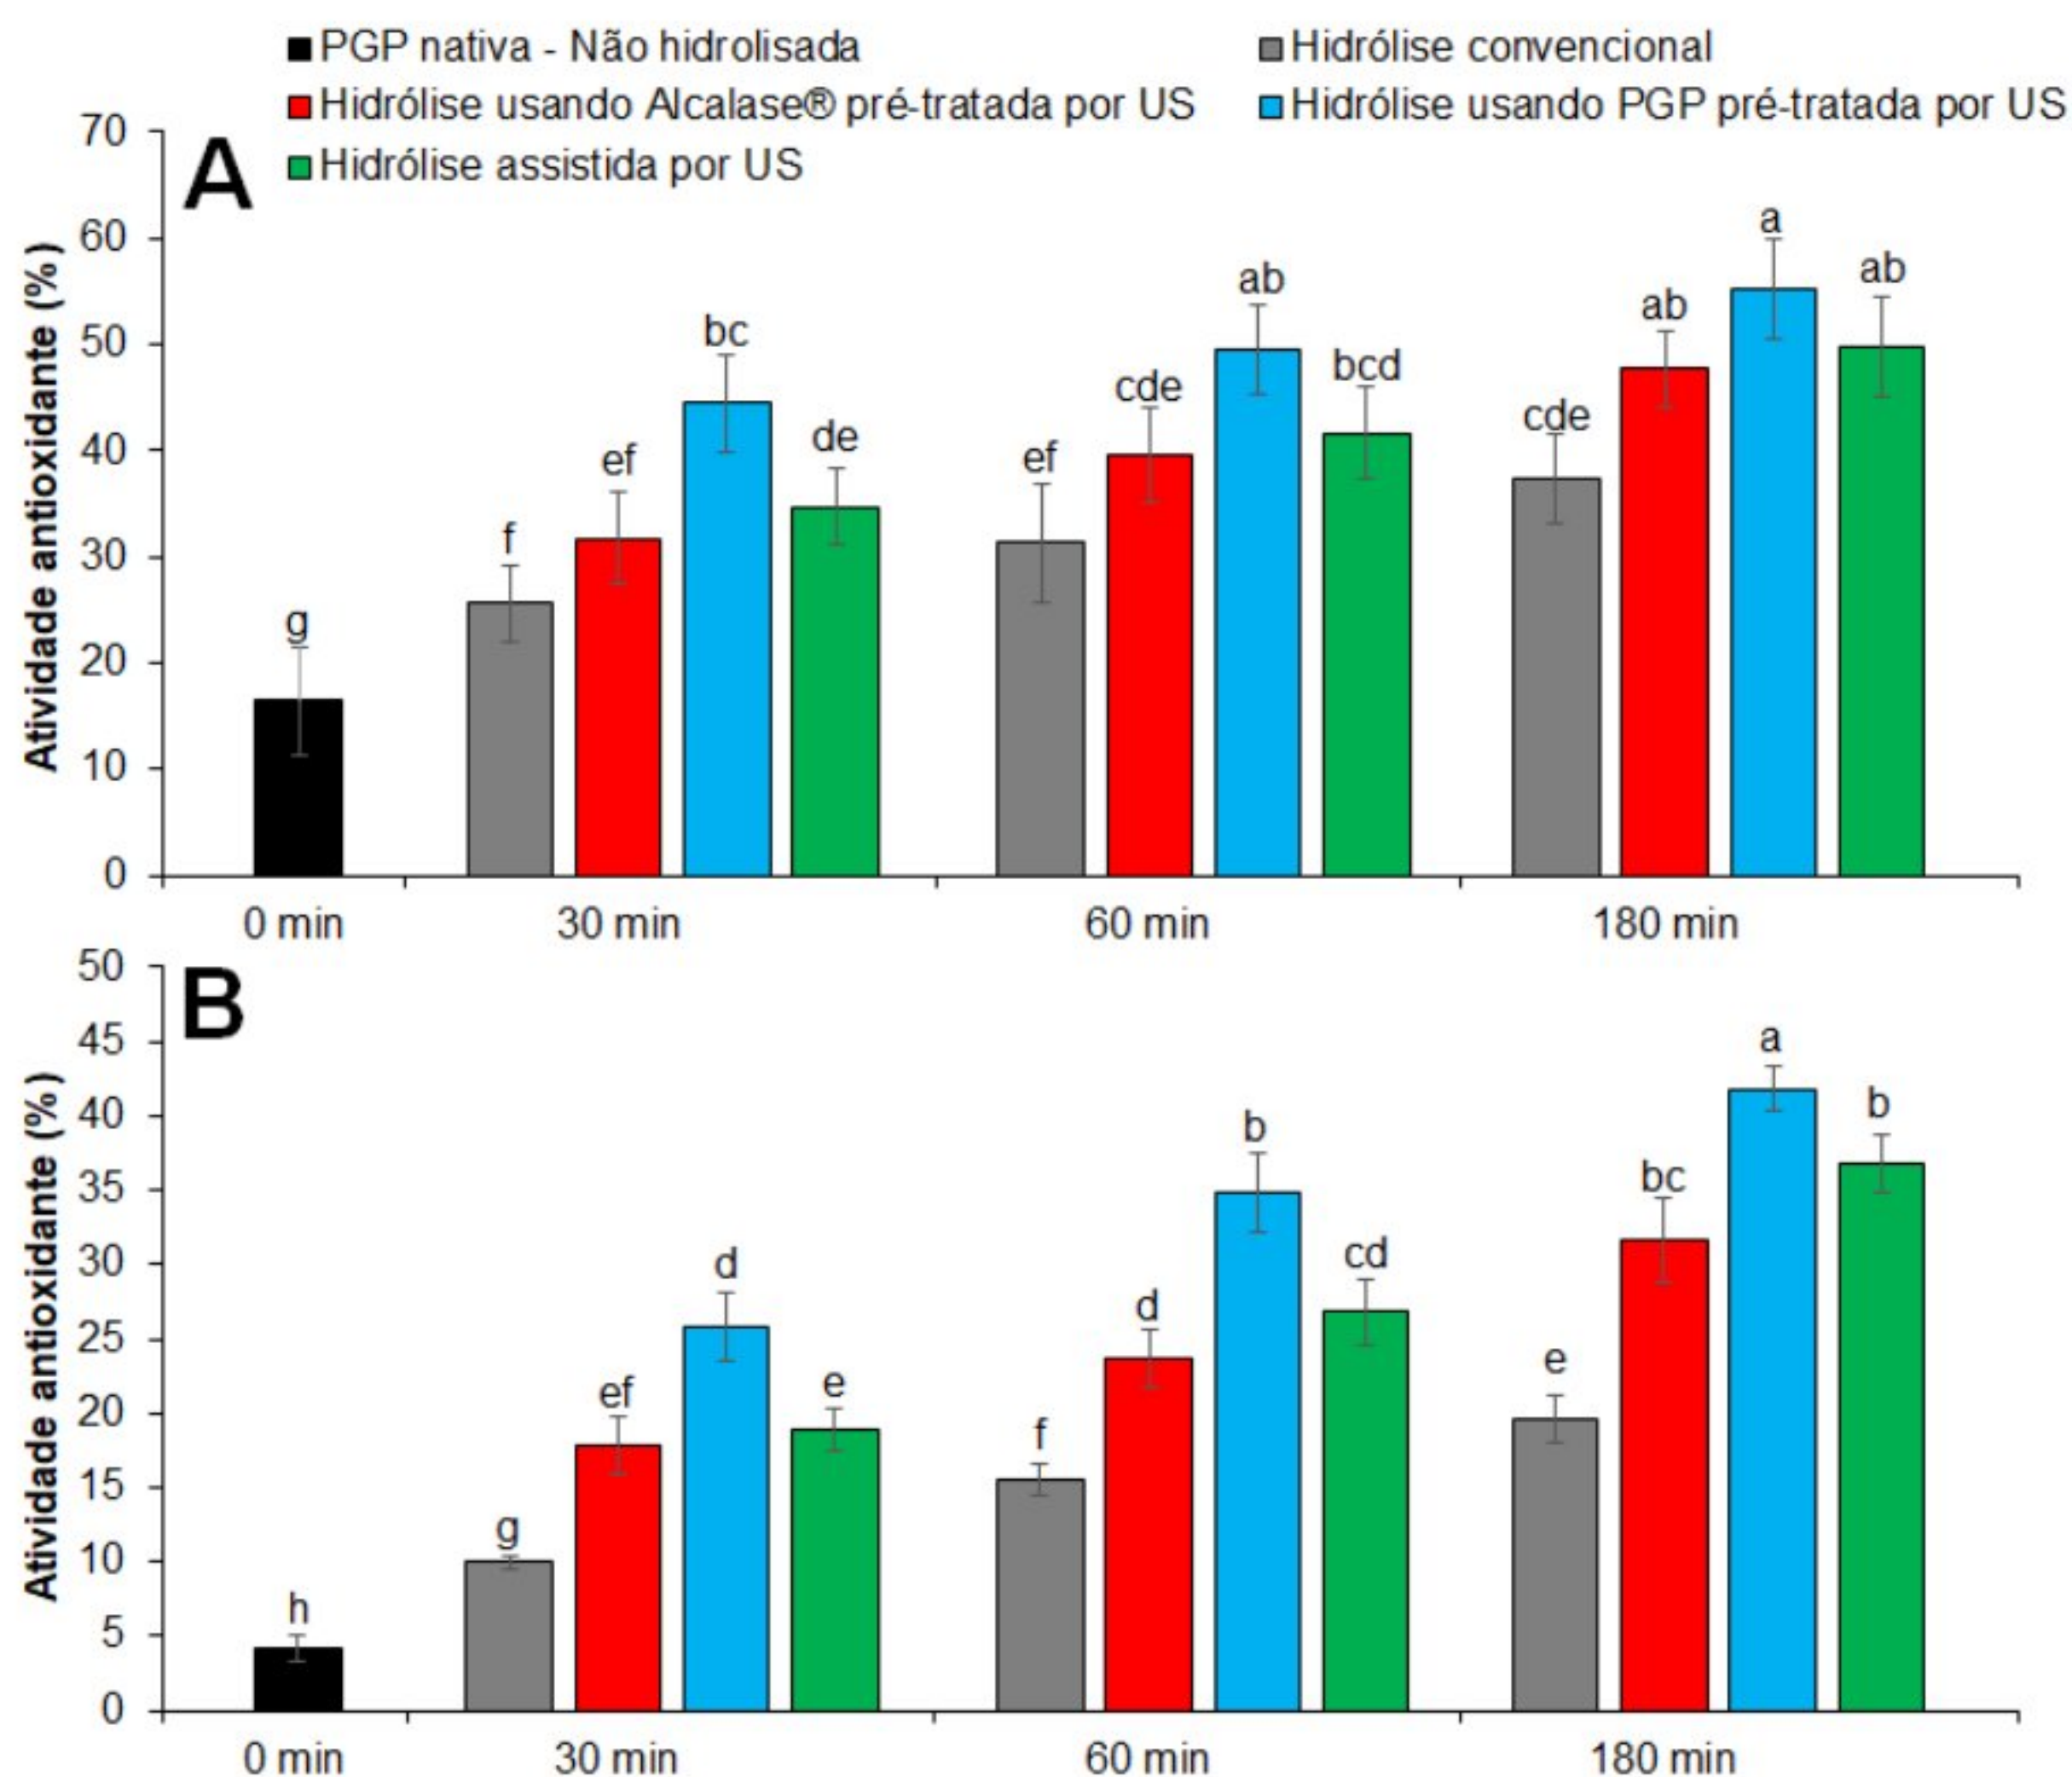 PGP nativa - Não hidrolisada
Hidrólise convencional
Hidrólise usando Alcalase® pré-tratada por US
Hidrólise usando PGP pré-tratada por US
Hidrólise assistida por US
A
Atividade antioxidante (%)
70
60
50
40
30
20
10
0
g
f
ef
bc
de
ef
cde
ab
bcd
cde
ab
a
ab
0 min
30 min
60 min
180 min
B
Atividade antioxidante (%)
50
45
40
35
30
25
20
15
10
5
0
h
g
ef
d
e
f
d
b
cd
e
bc
a
b
0 min
30 min
60 min
180 min